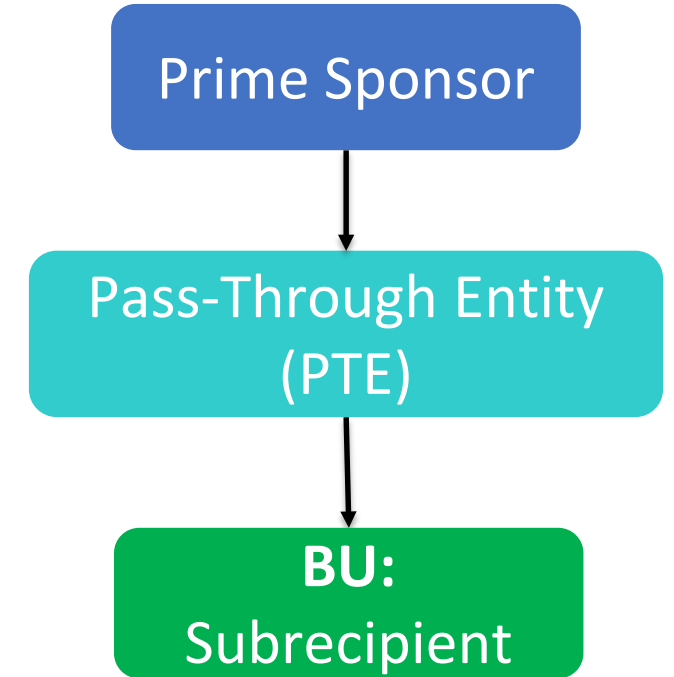 Prime Sponsor
Pass-Through Entity
(PTE)
BU:
Subrecipient